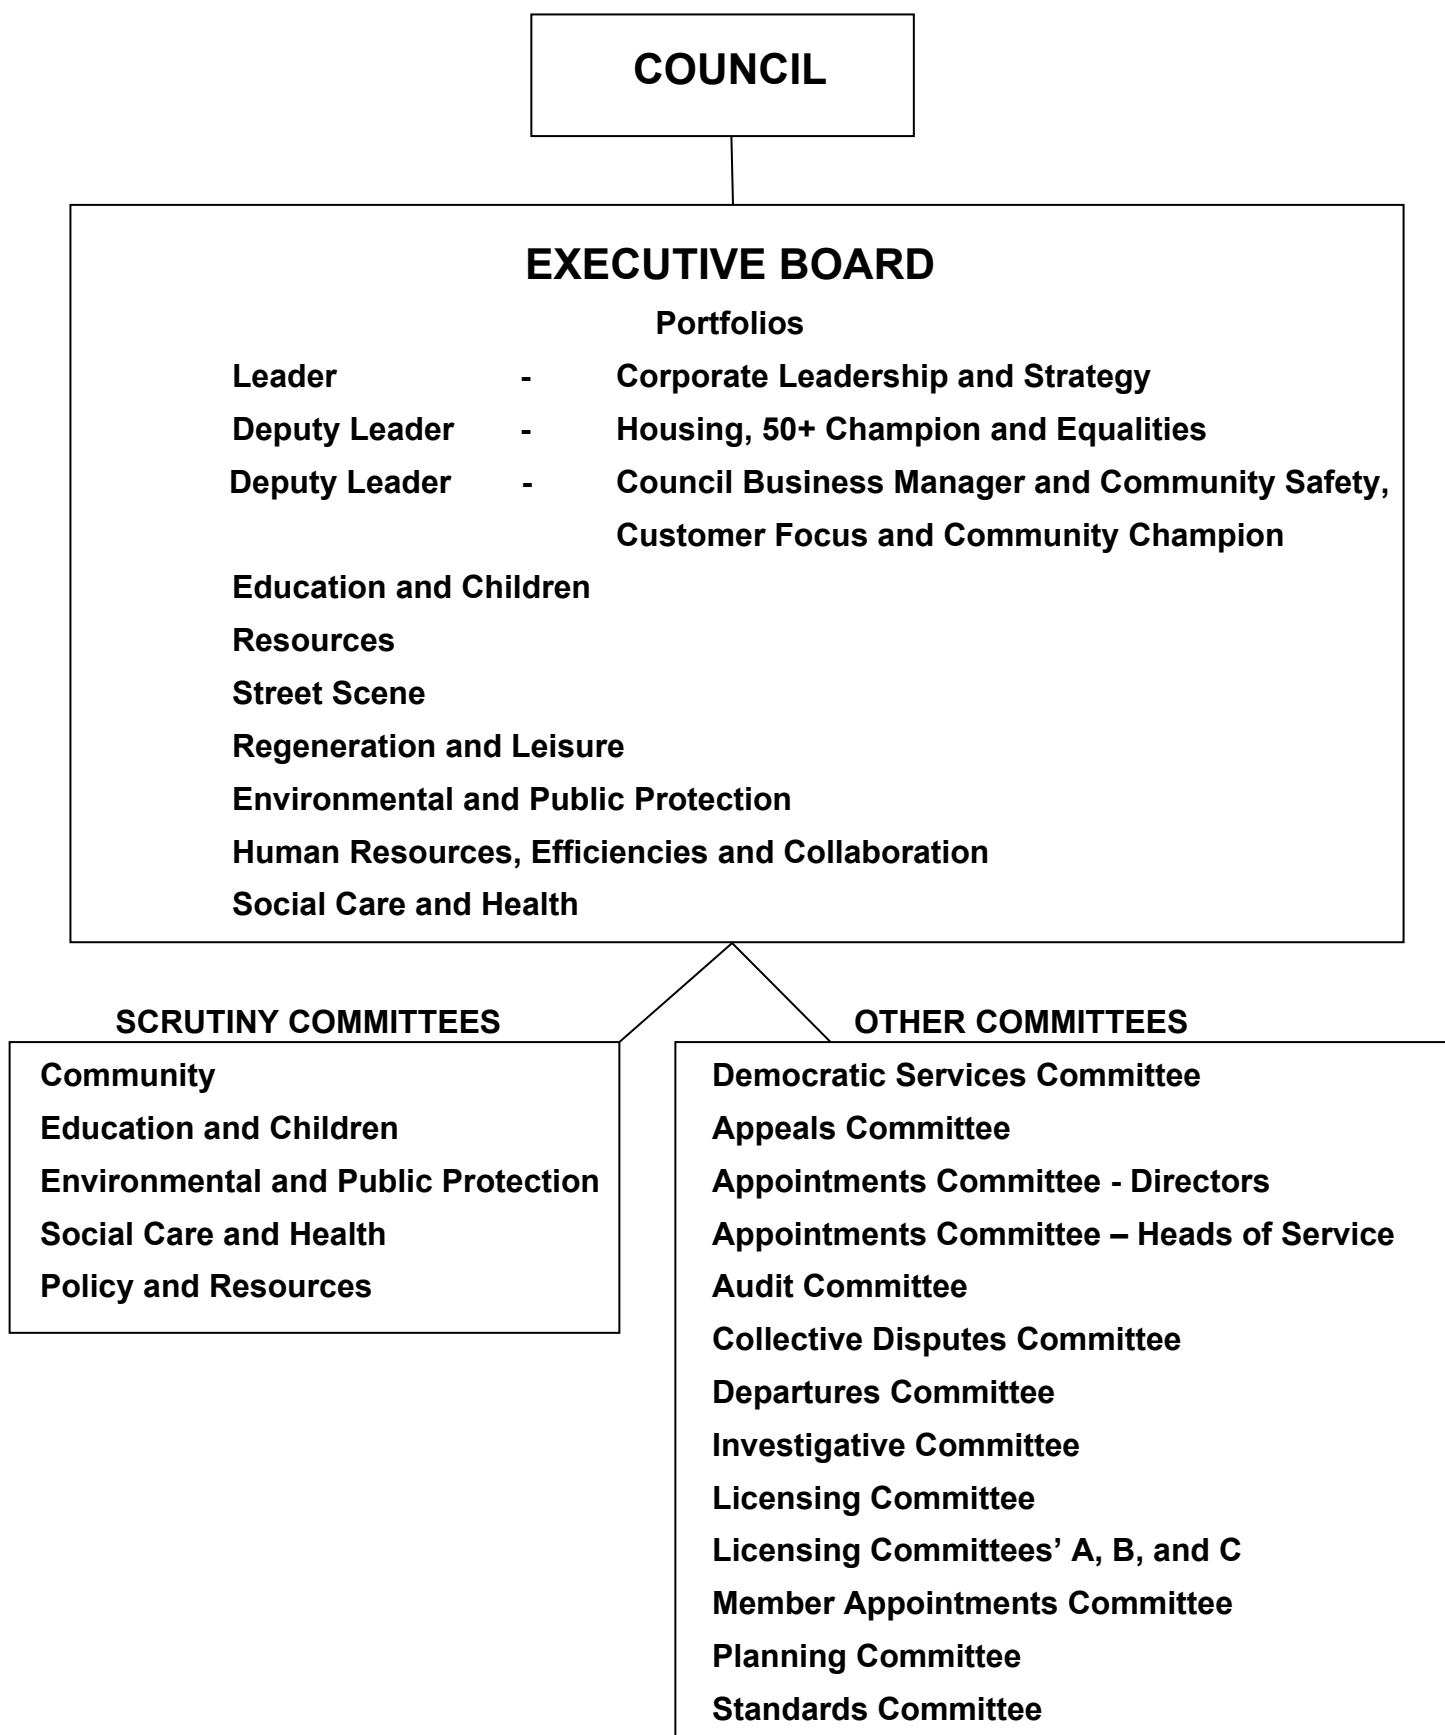 COUNCIL
EXECUTIVE BOARD
Portfolios
Leader - Corporate Leadership and Strategy
Deputy Leader - Housing, 50+ Champion and Equalities
Deputy Leader - Council Business Manager and Community Safety,
Customer Focus and Community Champion
Education and Children
Resources
Street Scene
Regeneration and Leisure
Environmental and Public Protection
Human Resources, Efficiencies and Collaboration
Social Care and Health
SCRUTINY COMMITTEES
Community
Education and Children
Environmental and Public Protection
Social Care and Health
Policy and Resources
OTHER COMMITTEES
Democratic Services Committee
Appeals Committee
Appointments Committee - Directors
Appointments Committee – Heads of Service
Audit Committee
Collective Disputes Committee
Departures Committee
Investigative Committee
Licensing Committee
Licensing Committees’ A, B, and C
Member Appointments Committee
Planning Committee
Standards Committee